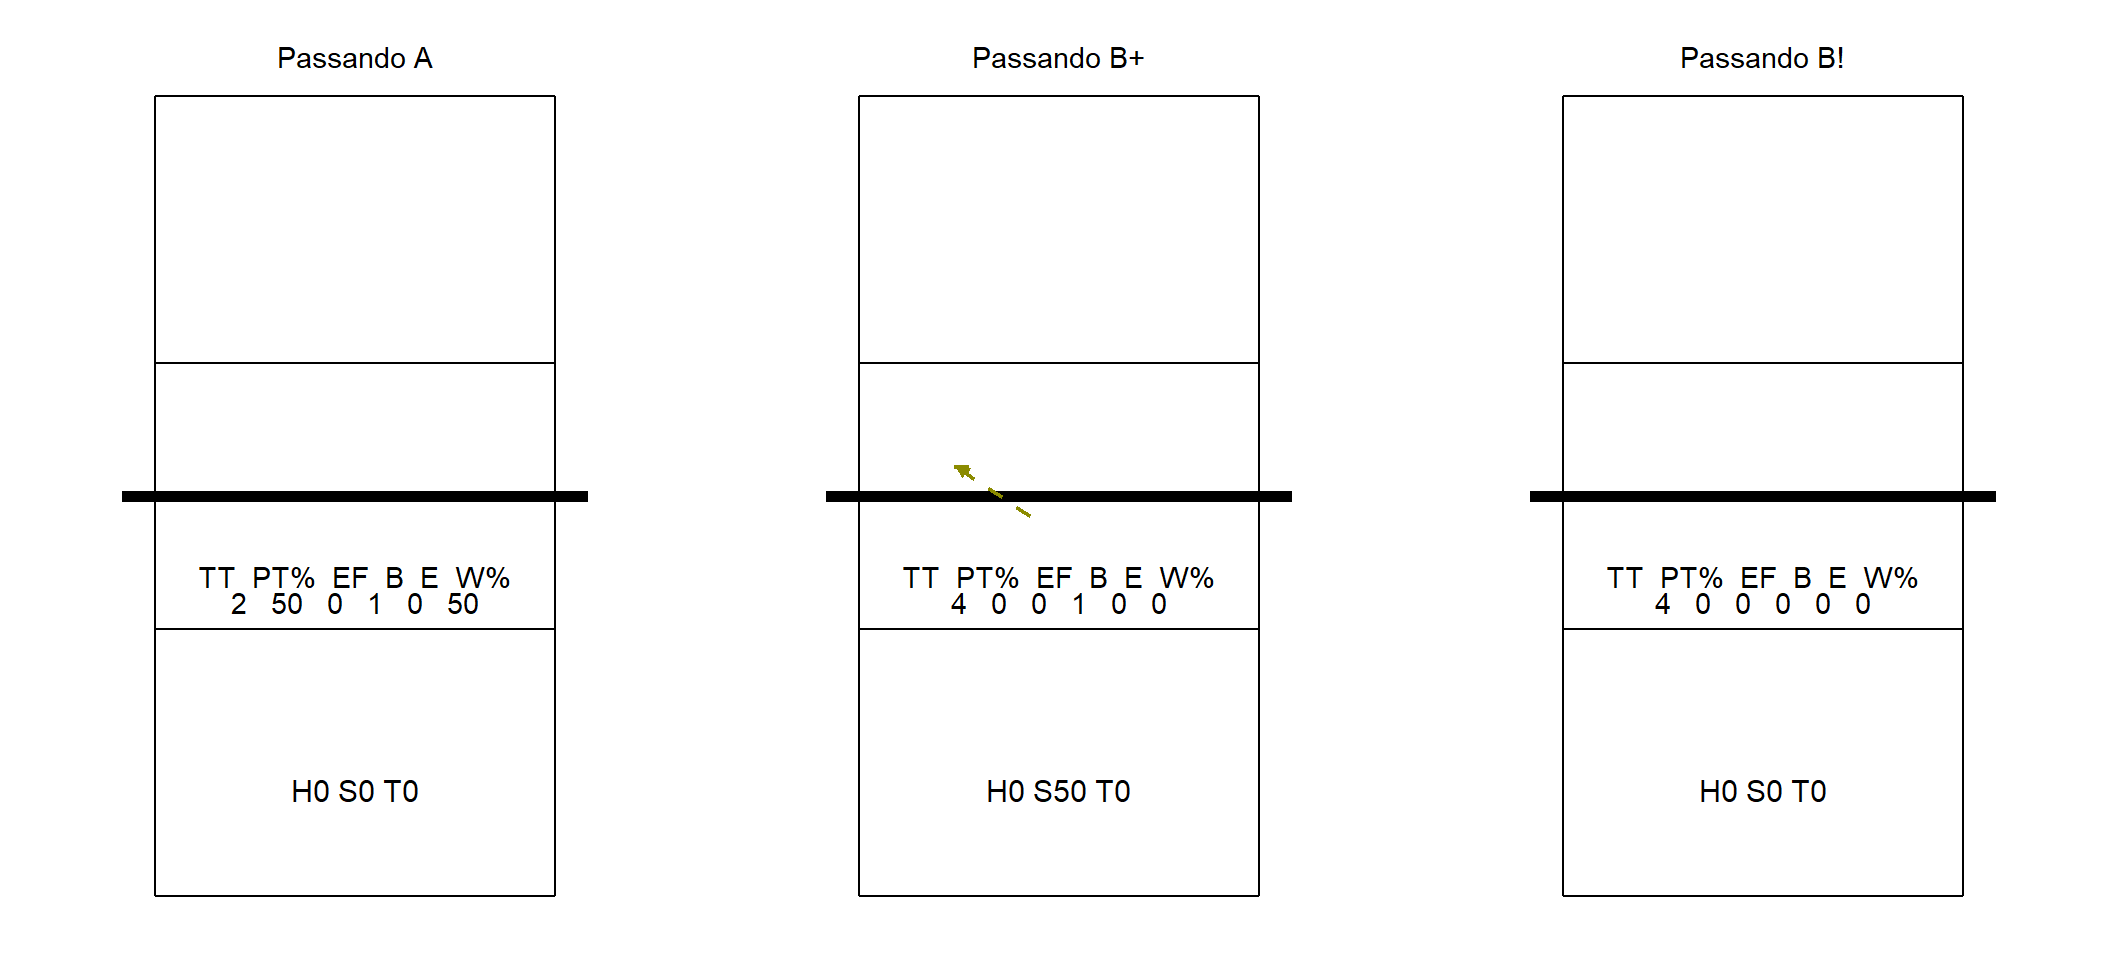 Passando A
TT PT% EF B E W%
2 50 0 1 0 50
H0 S0 T0
Passando B+
TT PT% EF B E W%
4 0 0 1 0 0
H0 S50 T0
Passando B!
TT PT% EF B E W%
4 0 0 0 0 0
H0 S0 T0